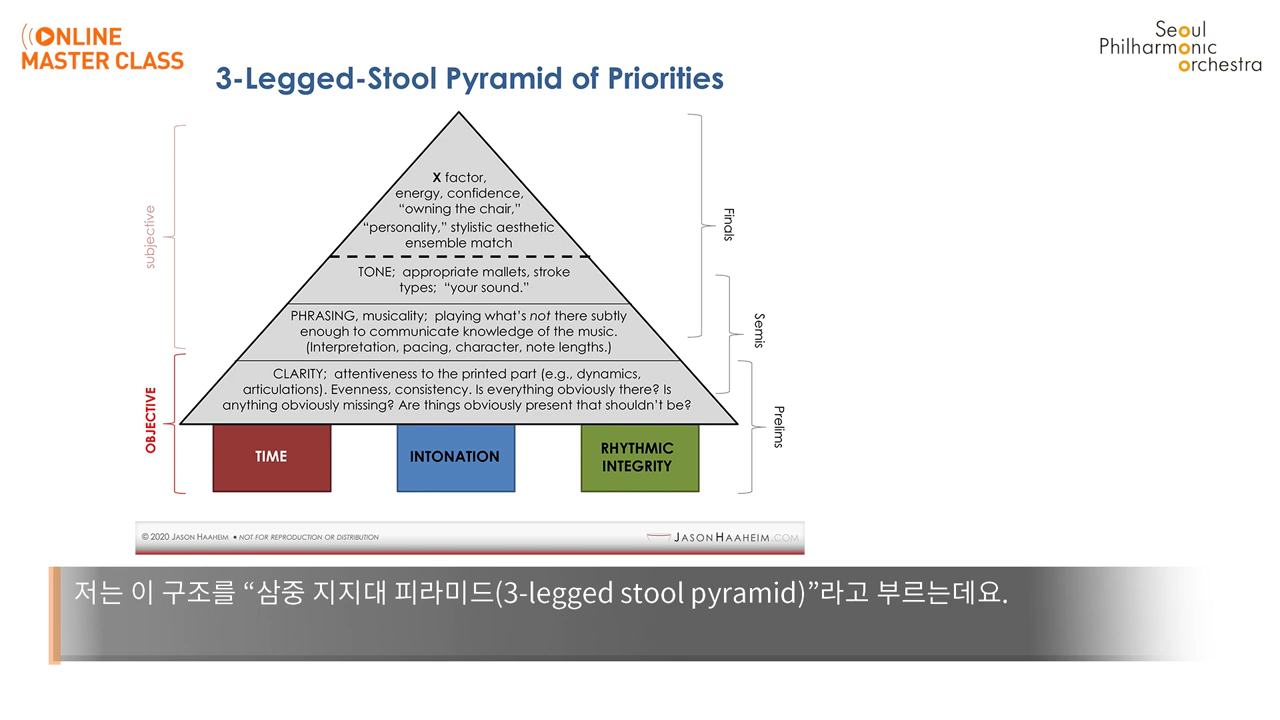 ONLINE
MASTER CLASS
Seoul
Philharmonic
orchestra
3-Legged-Stool Pyramid of Priorities
X factor,
energy, confidence,
“owning the chair,”
“personality,” stylistic aesthetic
ensemble match
TONE; appropriate mallets, stroke
types; “your sound.”
PHRASING, musicality; playing what’s not there subtly
enough to communicate knowledge of the music.
(Interpretation, pacing, character, note lengths.)
CLARITY; attentiveness to the printed part (e.g., dynamics,
articulations). Evenness, consistency. Is everything obviously there? Is
anything obviously missing? Are things obviously present that shouldn’t be?
TIME
INTONATION
RHYTHMIC
INTEGRITY
subjective
OBJECTIVE
Finals
Semis
Prelims
© 2020 JASON HAAHEIM • NOT FOR REPRODUCTION OR DISTRIBUTION
JASONHAAHEIM.COM
저는 이 구조를 “삼중 지지대 피라미드(3-legged stool pyramid)”라고 부르는데요.